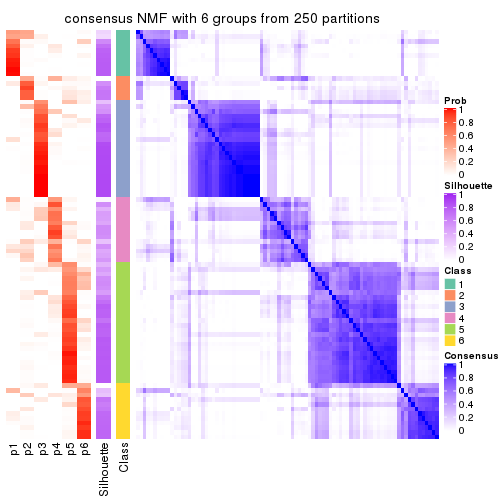 consensus NMF with 6 groups from 250 partitions
Prob
1
0.8
0.6
0.4
0.2
0
Silhouette
1
0.8
0.6
0.4
0.2
0
Class
1
2
3
4
5
6
Consensus
1
0.8
0.6
0.4
0.2
0
p1
p2
p3
p4
p5
p6
Silhouette
Class